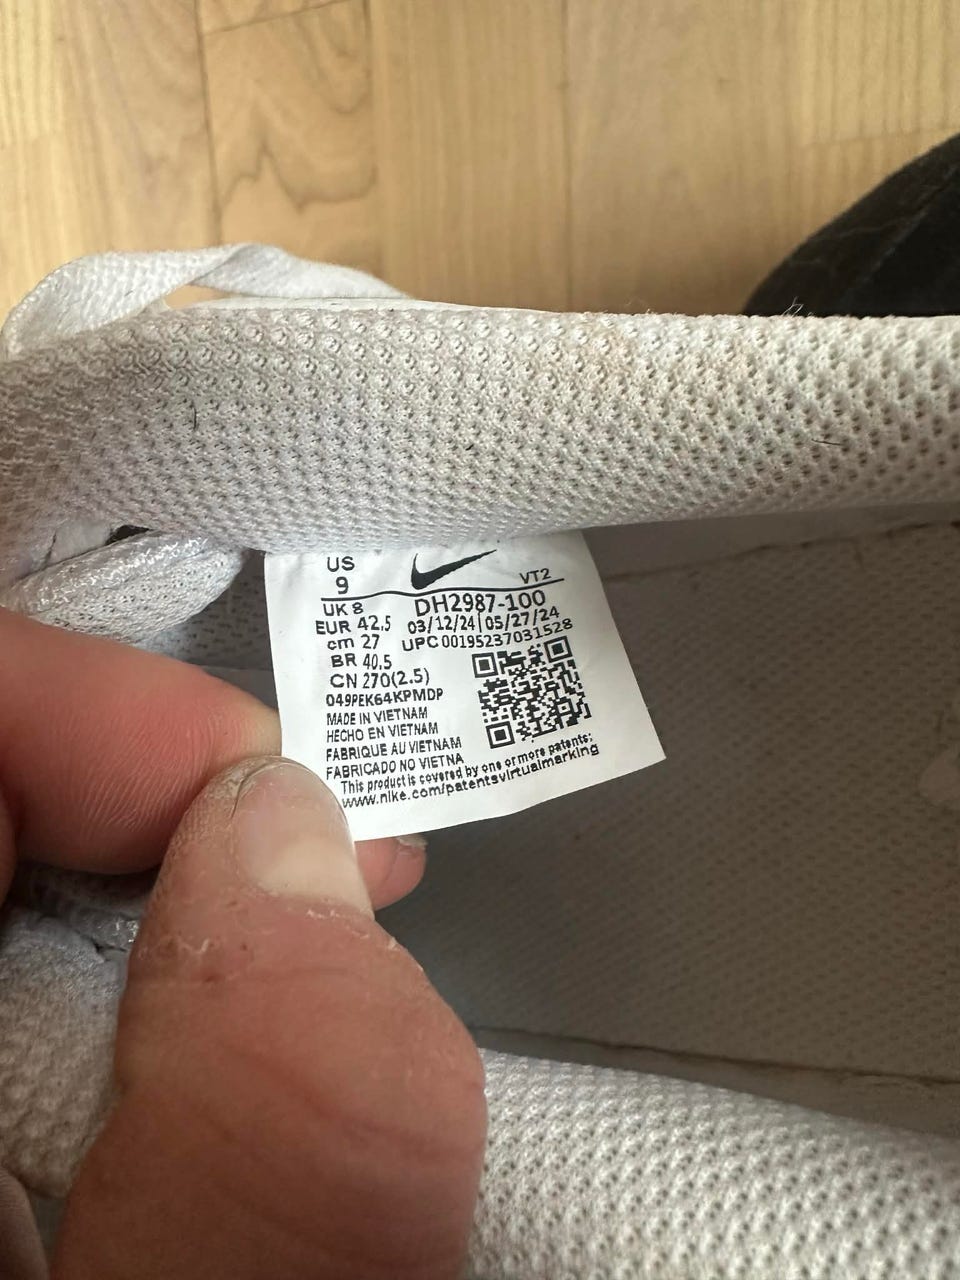 US
9
VT2
UK 8
DH2987-100
EUR 42.5
03/12/24|05/27/24
cm 27
UPC 00195237031528
BR 40.5
CN 270(2.5)
049PEK64KPMDP
MADE IN VIETNAM
HECHO EN VIETNAM
FABRIQUE AU VIETNAM
FABRICADO NO VIETNA
This product is covered by one or more patents:
www.nike.com/patentsvirtualmarking